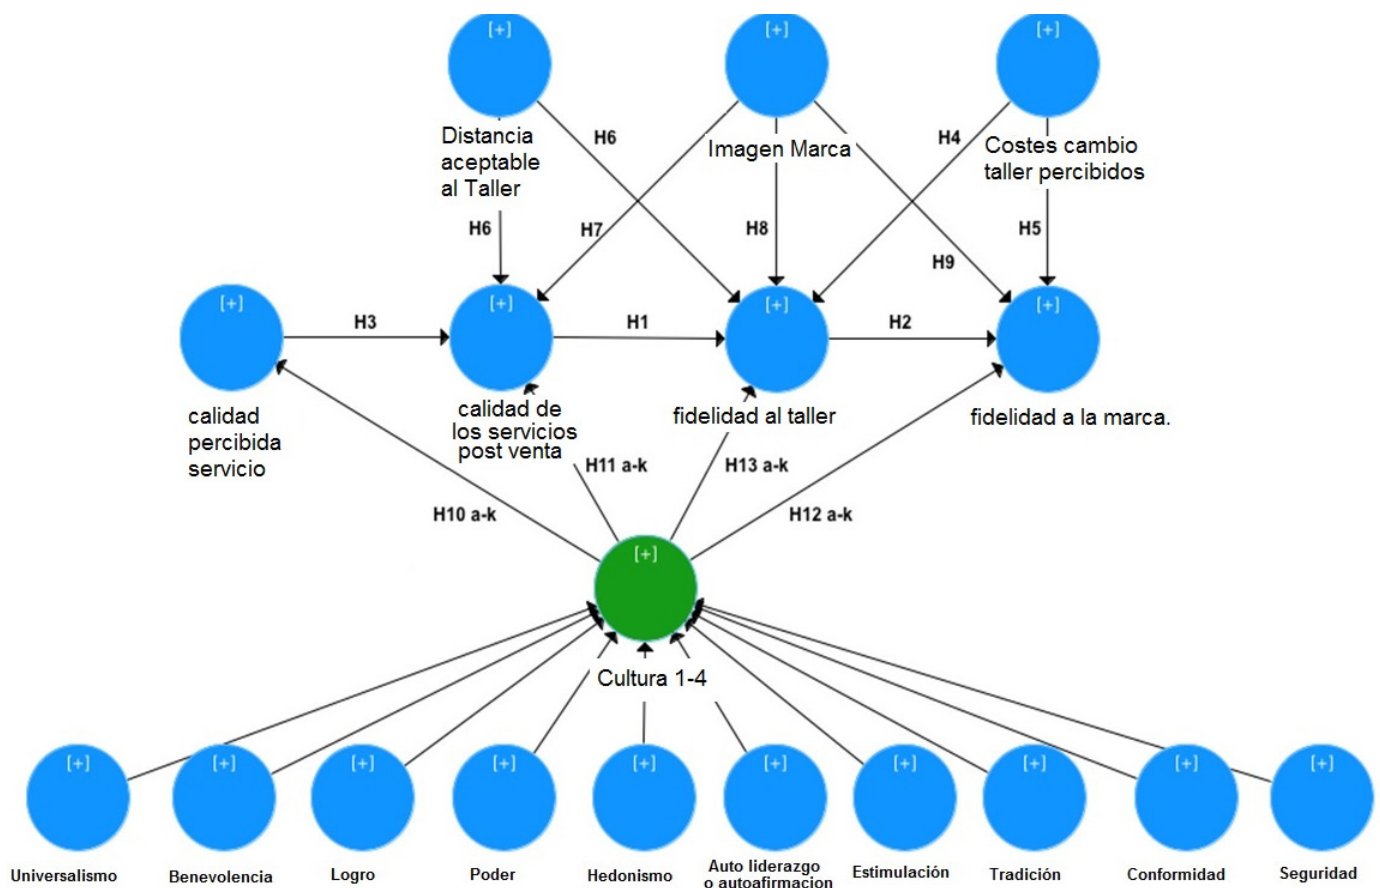 [+] [+] [+]
Distancia
aceptable
al Taller
H6
Imagen Marca
H4
Costes cambio
taller percibidos
H6
H7
H8
H9
H5
[+] [+] [+] [+]
H3
H1
H2
calidad
percibida
servicio
calidad de
los servicios
post venta
fidelidad al taller
fidelidad a la marca.
H10 a-k
H11 a-k
H13 a-k
H12 a-k
[+]
Cultura 1-4
[+] [+] [+] [+] [+] [+] [+] [+] [+] [+]
Universalismo
Benevolencia
Logro
Poder
Hedonismo
Auto liderazgo
o autoafirmacion
Estimulación
Tradición
Conformidad
Seguridad